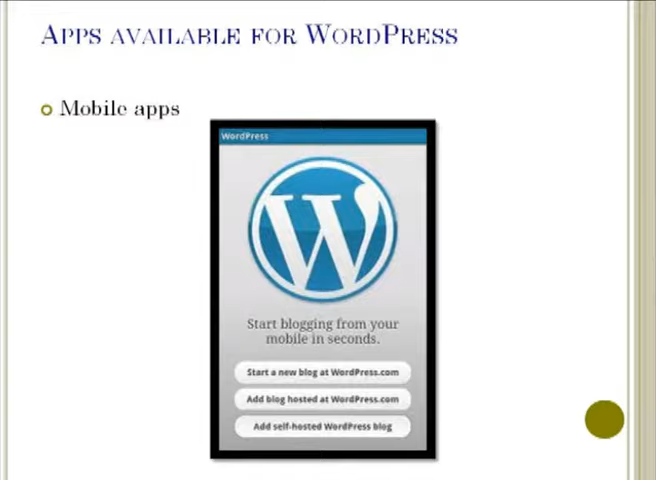 APPS AVAILABLE FOR WORDPRESS
Mobile apps
WordPress
W
Start blogging from your
mobile in seconds.
Start a new blog at WordPress.com
Add blog hosted at WordPress.com
Add self-hosted WordPress blog